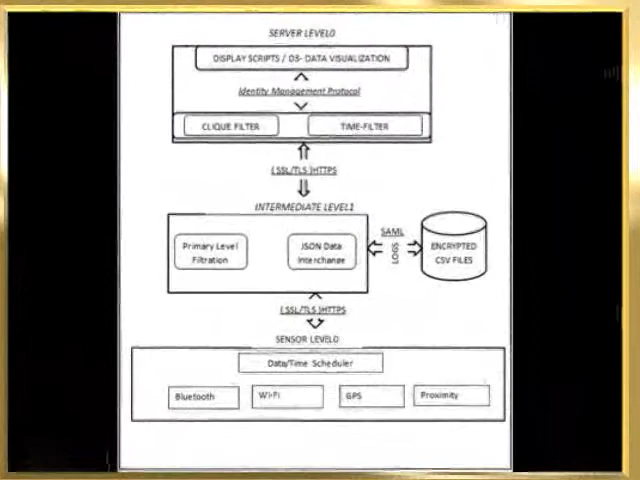 SERVER LEVEL0
DISPLAY SCRIPTS / D3- DATA VISUALIZATION
Identity Management Protocol
CLIQUE FILTER
TIME-FILTER
( SSL/TLS )HTTPS
INTERMEDIATE LEVEL1
Primary Level
Filtration
JSON Data
Interchange
SAML
LOGS
ENCRYPTED
CSV FILES
( SSL/TLS )HTTPS
SENSOR LEVEL0
Data/Time Scheduler
Bluetooth
Wi-Fi
GPS
Proximity